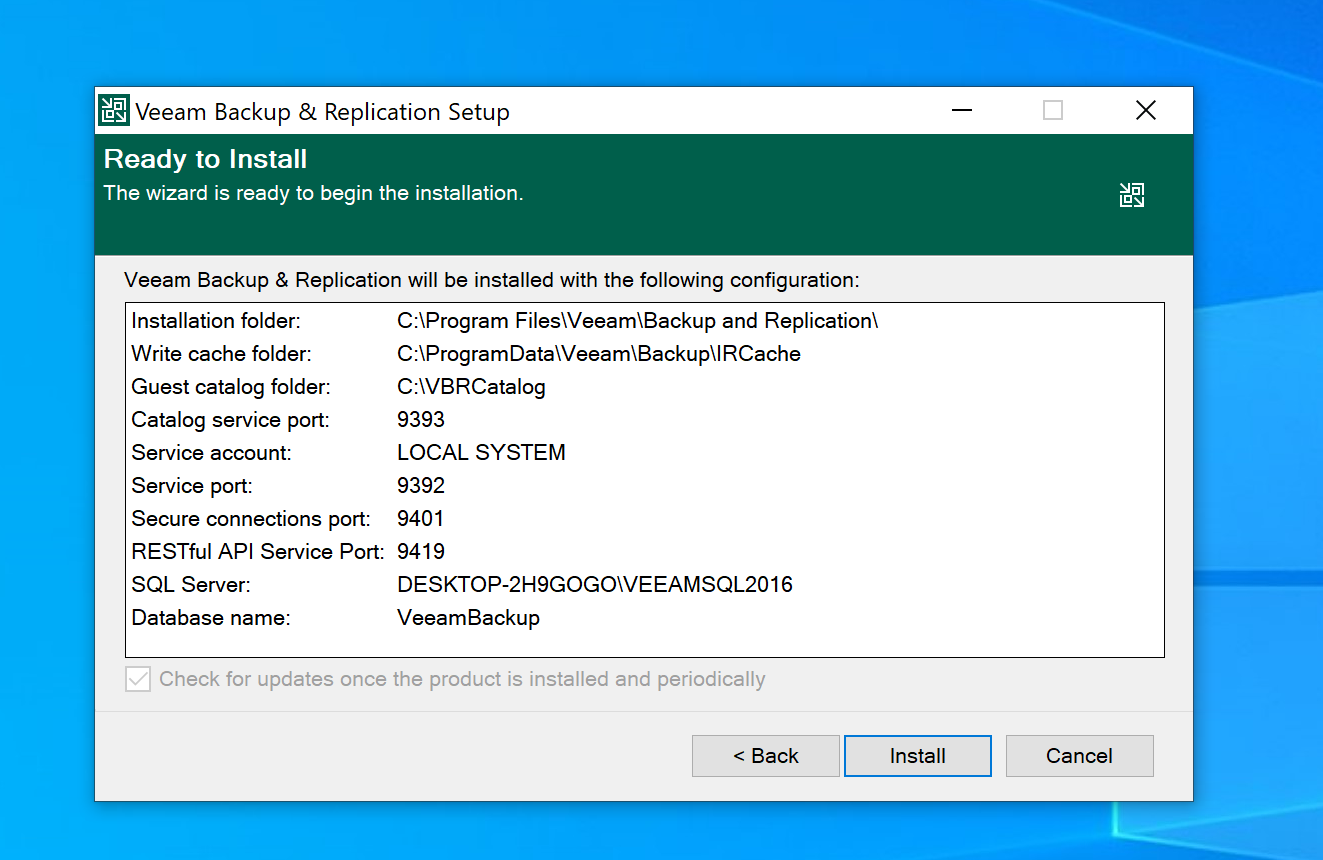 Veeam Backup & Replication Setup
Ready to Install
The wizard is ready to begin the installation.
Veeam Backup & Replication will be installed with the following configuration:
Installation folder: C:\Program Files\Veeam\Backup and Replication\
Write cache folder: C:\ProgramData\Veeam\Backup\IRCache
Guest catalog folder: C:\VBRCatalog
Catalog service port: 9393
Service account: LOCAL SYSTEM
Service port: 9392
Secure connections port: 9401
RESTful API Service Port: 9419
SQL Server: DESKTOP-2H9GOGO\VEEAMSQL2016
Database name: VeeamBackup
Check for updates once the product is installed and periodically
< Back Install Cancel